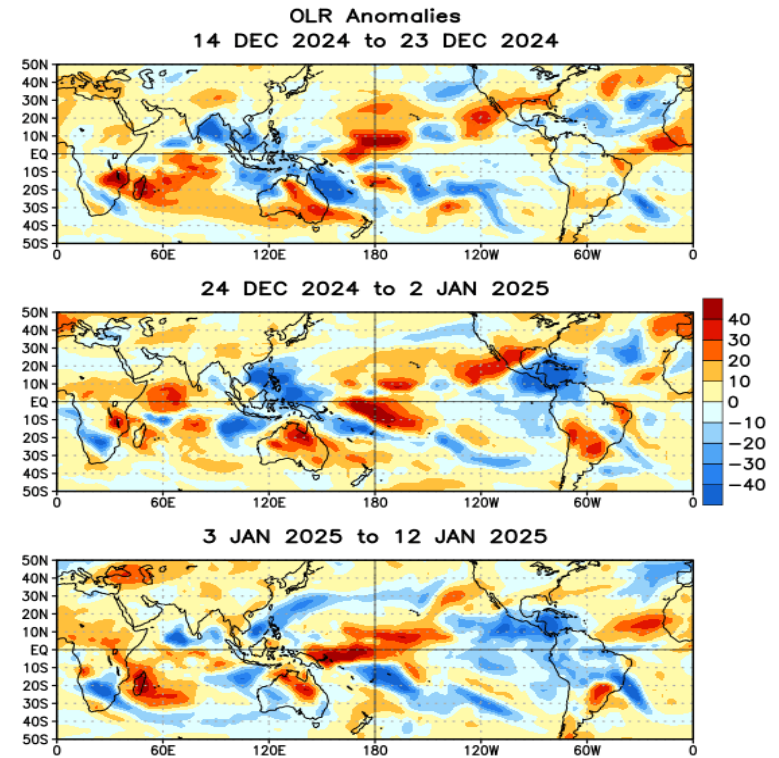 OLR Anomalies
14 DEC 2024 to 23 DEC 2024
50N
40N
30N
20N
10N
EQ
10S
20S
30S
40S
50S
0 60E 120E 180 120W 60W 0
24 DEC 2024 to 2 JAN 2025
50N
40N
30N
20N
10N
EQ
10S
20S
30S
40S
50S
0 60E 120E 180 120W 60W 0
40
30
20
10
0
-10
-20
-30
-40
3 JAN 2025 to 12 JAN 2025
50N
40N
30N
20N
10N
EQ
10S
20S
30S
40S
50S
0 60E 120E 180 120W 60W 0